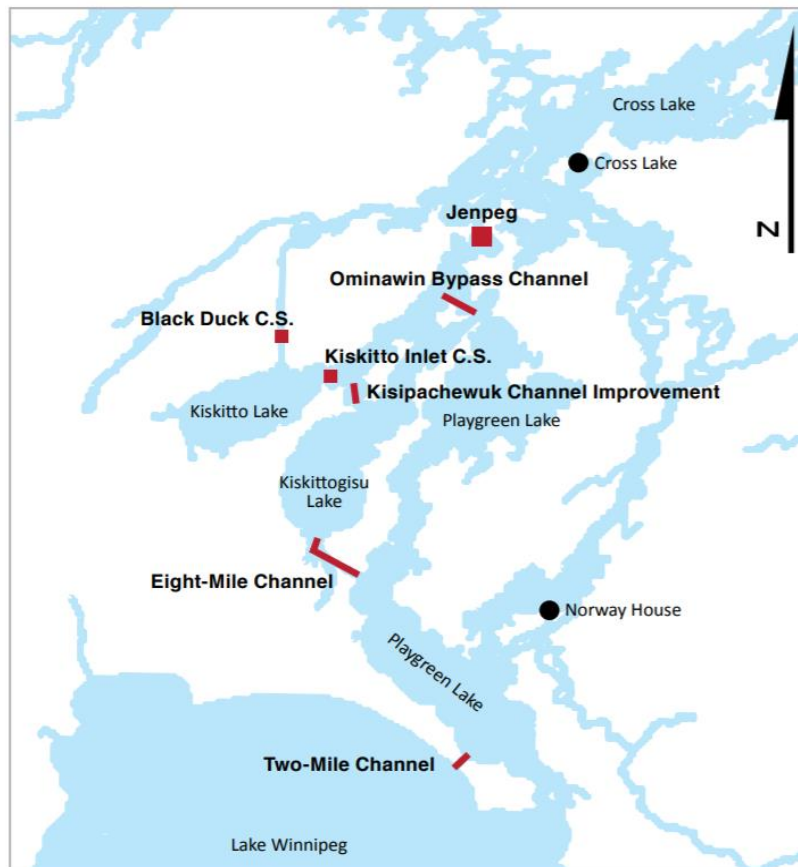 Cross Lake
Cross Lake
Jenpeg
N
Ominawin Bypass Channel
Black Duck C.S.
Kiskitto Inlet C.S.
Kisipachewuk Channel Improvement
Kiskitto Lake
Playgreen Lake
Kiskittogisu
Lake
Eight-Mile Channel
Norway House
Playgreen Lake
Two-Mile Channel
Lake Winnipeg